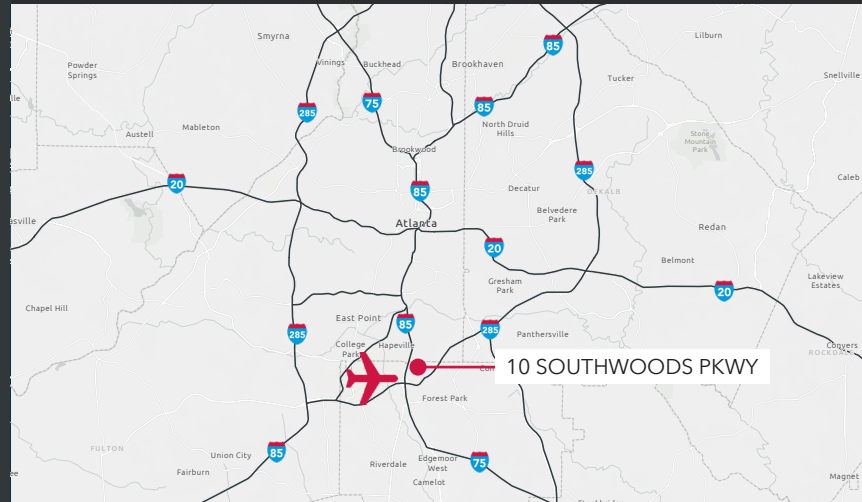 Smyrna
Lilburn
Powder
Springs
Vinings
Buckhead
Brookhaven
85
Tucker
Snellville
75
85
285
Austell
Mableton
North Druid
Hills
Stone
Mountain
Park
Brookwood
285
20
85
Decatur
DEKALB
Caleb
Belvedere
Park
Atlanta
Redan
20
Belmont
Gresham
Park
20
Lakeview
Estates
Chapel Hill
East Point
85
285
285
Panthersville
College
Park
Hapeville
Conyers
ROCKDALE
10 SOUTHWOODS PKWY
Forest Park
FULTON
85
Union City
Fairburn
Riverdale
Edgemoor
West
75
Camelot
Magnet